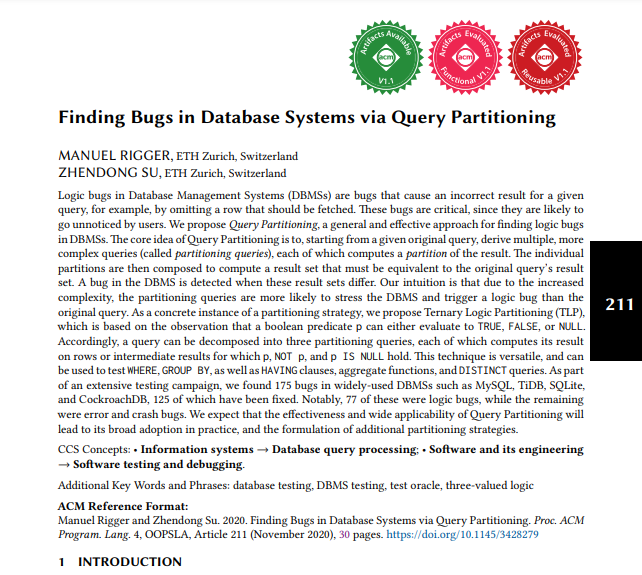 Artifacts Available
acm
V1.1
Artifacts Evaluated
acm
Functional V1.1
Artifacts Evaluated
acm
Reusable V1.1
Finding Bugs in Database Systems via Query Partitioning
MANUEL RIGGER, ETH Zurich, Switzerland
ZHENDONG SU, ETH Zurich, Switzerland
Logic bugs in Database Management Systems (DBMSs) are bugs that cause an incorrect result for a given
query, for example, by omitting a row that should be fetched. These bugs are critical, since they are likely to
go unnoticed by users. We propose Query Partitioning, a general and effective approach for finding logic bugs
in DBMSs. The core idea of Query Partitioning is to, starting from a given original query, derive multiple, more
complex queries (called partitioning queries), each of which computes a partition of the result. The individual
partitions are then composed to compute a result set that must be equivalent to the original query's result
set. A bug in the DBMS is detected when these result sets differ. Our intuition is that due to the increased
complexity, the partitioning queries are more likely to stress the DBMS and trigger a logic bug than the
original query. As a concrete instance of a partitioning strategy, we propose Ternary Logic Partitioning (TLP),
which is based on the observation that a boolean predicate p can either evaluate to TRUE, FALSE, or NULL.
Accordingly, a query can be decomposed into three partitioning queries, each of which computes its result
on rows or intermediate results for which p, NOT p, and p IS NULL hold. This technique is versatile, and can
be used to test WHERE, GROUP BY, as well as HAVING clauses, aggregate functions, and DISTINCT queries. As part
of an extensive testing campaign, we found 175 bugs in widely-used DBMSs such as MySQL, TiDB, SQLite,
and CockroachDB, 125 of which have been fixed. Notably, 77 of these were logic bugs, while the remaining
were error and crash bugs. We expect that the effectiveness and wide applicability of Query Partitioning will
lead to its broad adoption in practice, and the formulation of additional partitioning strategies.
211
CCS Concepts: • Information systems → Database query processing; • Software and its engineering
→ Software testing and debugging.
Additional Key Words and Phrases: database testing, DBMS testing, test oracle, three-valued logic
ACM Reference Format:
Manuel Rigger and Zhendong Su. 2020. Finding Bugs in Database Systems via Query Partitioning. Proc. ACM
Program. Lang. 4, OOPSLA, Article 211 (November 2020), 30 pages. https://doi.org/10.1145/3428279
1 INTRODUCTION